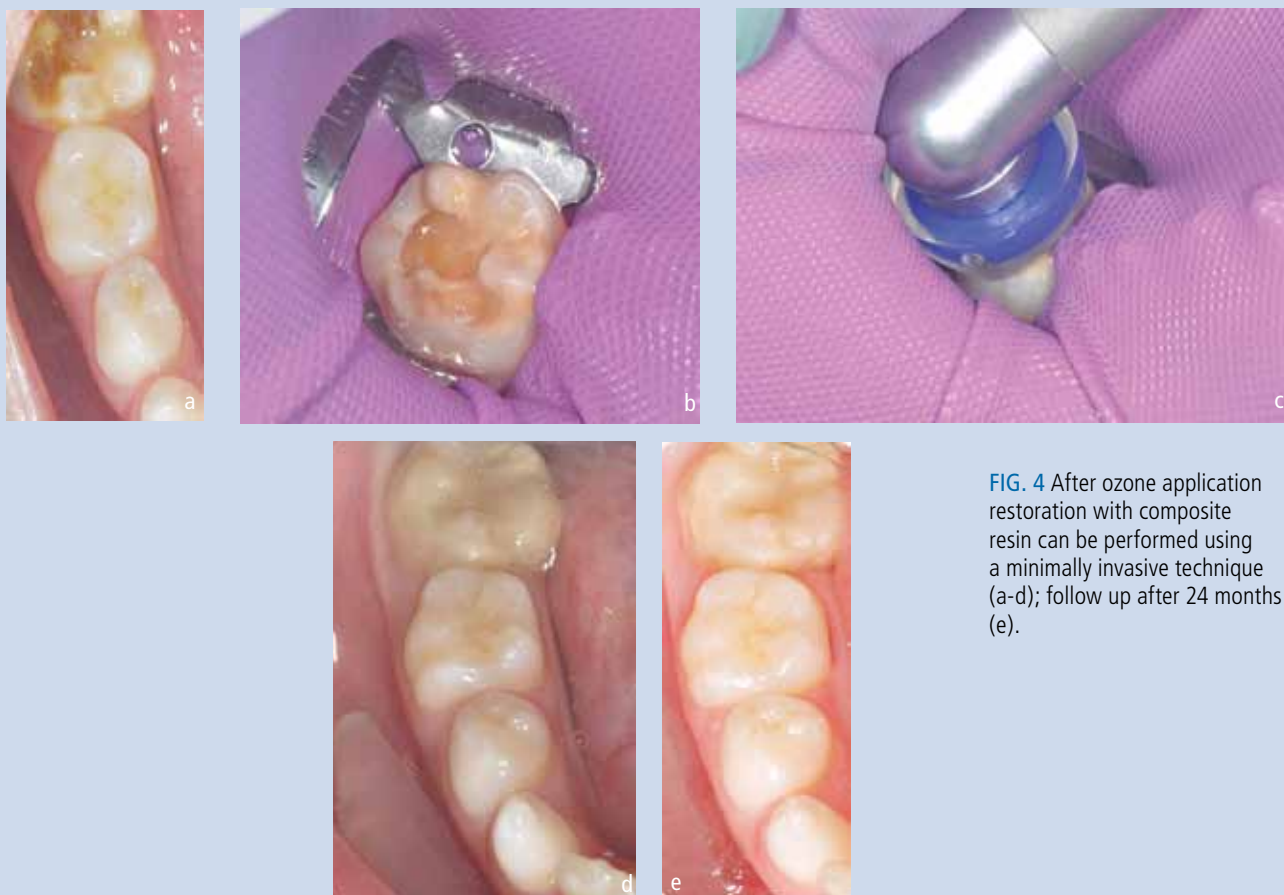 a
b
c
d
e
FIG. 4 After ozone application
restoration with composite
resin can be performed using
a minimally invasive technique
(a-d); follow up after 24 months
(e).